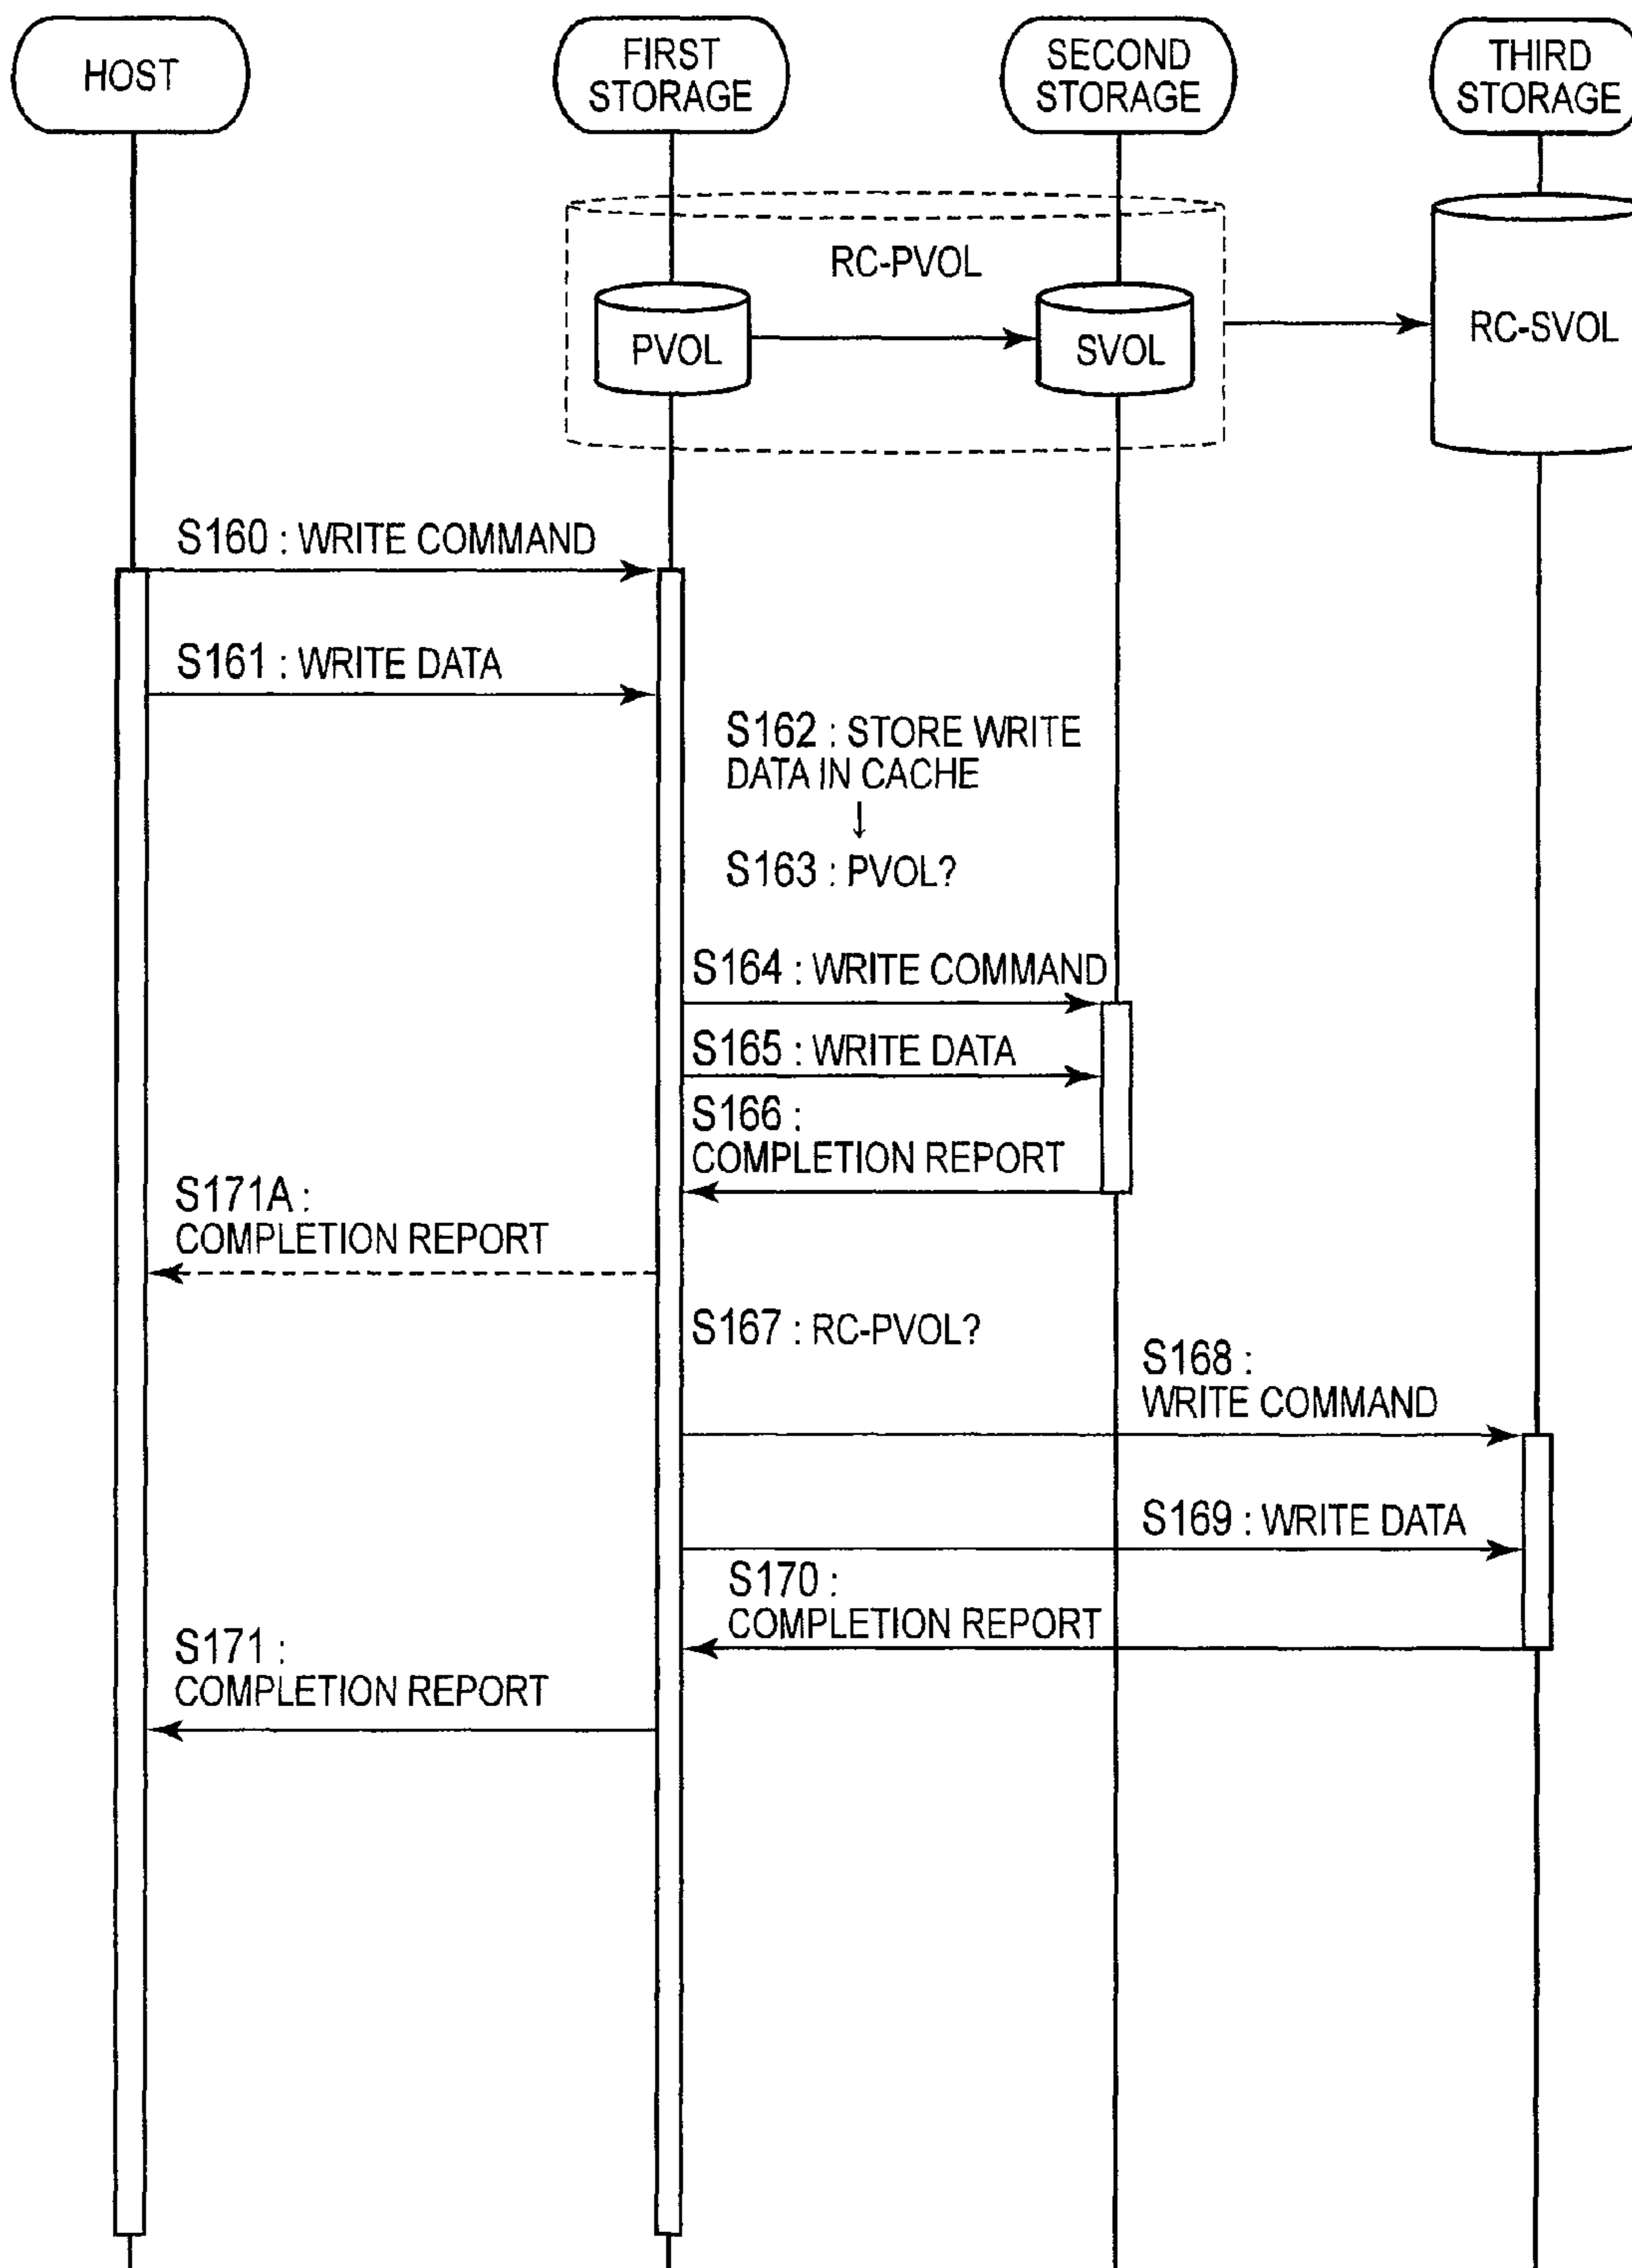 HOST
FIRST
STORAGE
SECOND
STORAGE
THIRD
STORAGE
RC-PVOL
PVOL
SVOL
RC-SVOL
S160 : WRITE COMMAND
S161 : WRITE DATA
S162 : STORE WRITE
DATA IN CACHE
↓
S163 : PVOL?
S164 : WRITE COMMAND
S165 : WRITE DATA
S166 :
COMPLETION REPORT
S171A :
COMPLETION REPORT
S167 : RC-PVOL?
S168 :
WRITE COMMAND
S169 : WRITE DATA
S170 :
COMPLETION REPORT
S171 :
COMPLETION REPORT